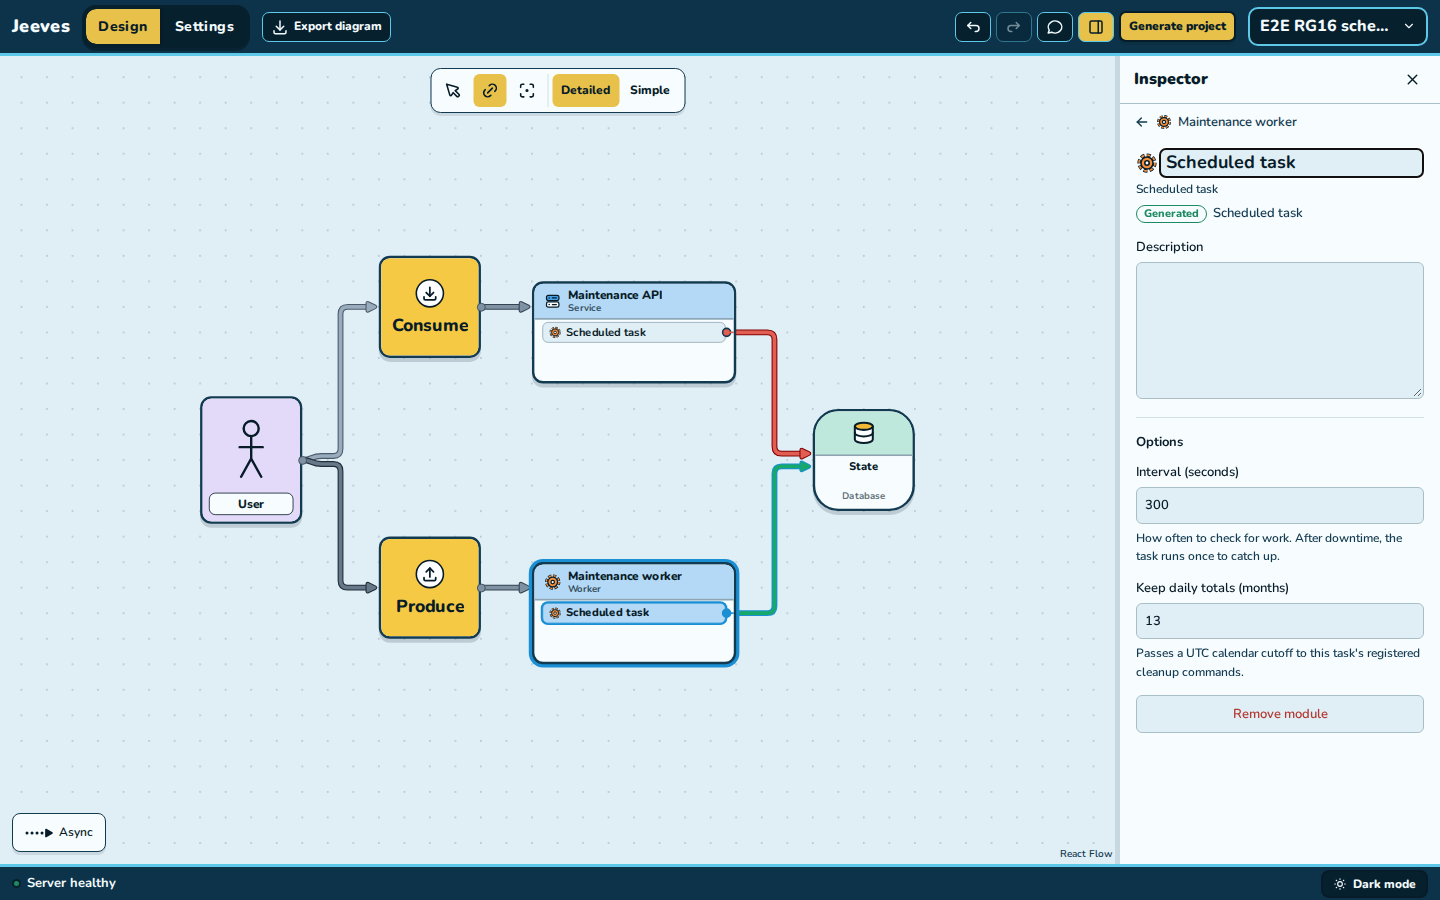 Jeeves
Design
Settings
Export diagram
Generate project
E2E RG16 sche...
Detailed
Simple
Consume
Maintenance API
Service
Scheduled task
User
State
Database
Produce
Maintenance worker
Worker
Scheduled task
Async
React Flow
Inspector
Maintenance worker
Scheduled task
Scheduled task
Generated Scheduled task
Description
Options
Interval (seconds)
300
How often to check for work. After downtime, the
task runs once to catch up.
Keep daily totals (months)
13
Passes a UTC calendar cutoff to this task's registered
cleanup commands.
Remove module
Server healthy
Dark mode